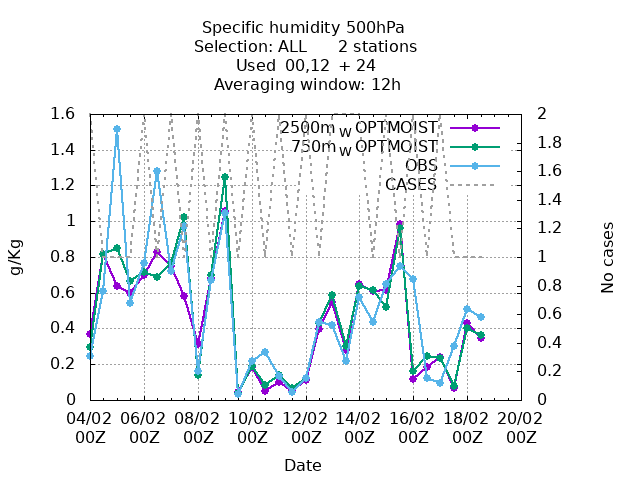 Specific humidity 500hPa
Selection: ALL 2 stations
Used 00,12 + 24
Averaging window: 12h
2500m_W OPTMOIST
750m_W OPTMOIST
OBS
CASES
g/Kg
1.6
1.4
1.2
1
0.8
0.6
0.4
0.2
0
No cases
2
1.8
1.6
1.4
1.2
1
0.8
0.6
0.4
0.2
0
04/02 06/02 08/02 10/02 12/02 14/02 16/02 18/02 20/02
00Z 00Z 00Z 00Z 00Z 00Z 00Z 00Z 00Z
Date